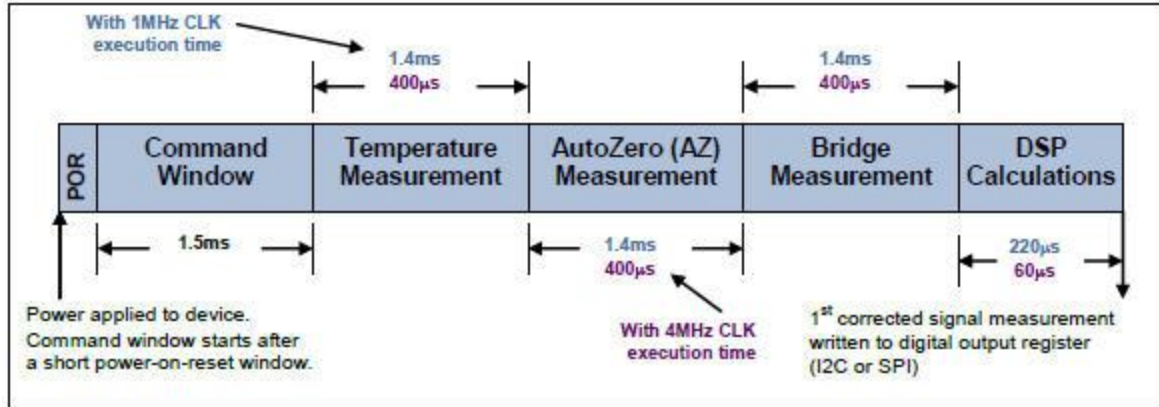 With 1MHz CLK
execution time
1.4ms
400µs
1.4ms
400µs
POR
Command
Window
Temperature
Measurement
AutoZero (AZ)
Measurement
Bridge
Measurement
DSP
Calculations
1.5ms
1.4ms
400µs
220µs
60µs
Power applied to device.
Command window starts after
a short power-on-reset window.
With 4MHz CLK
execution time
1st corrected signal measurement
written to digital output register
(I2C or SPI)